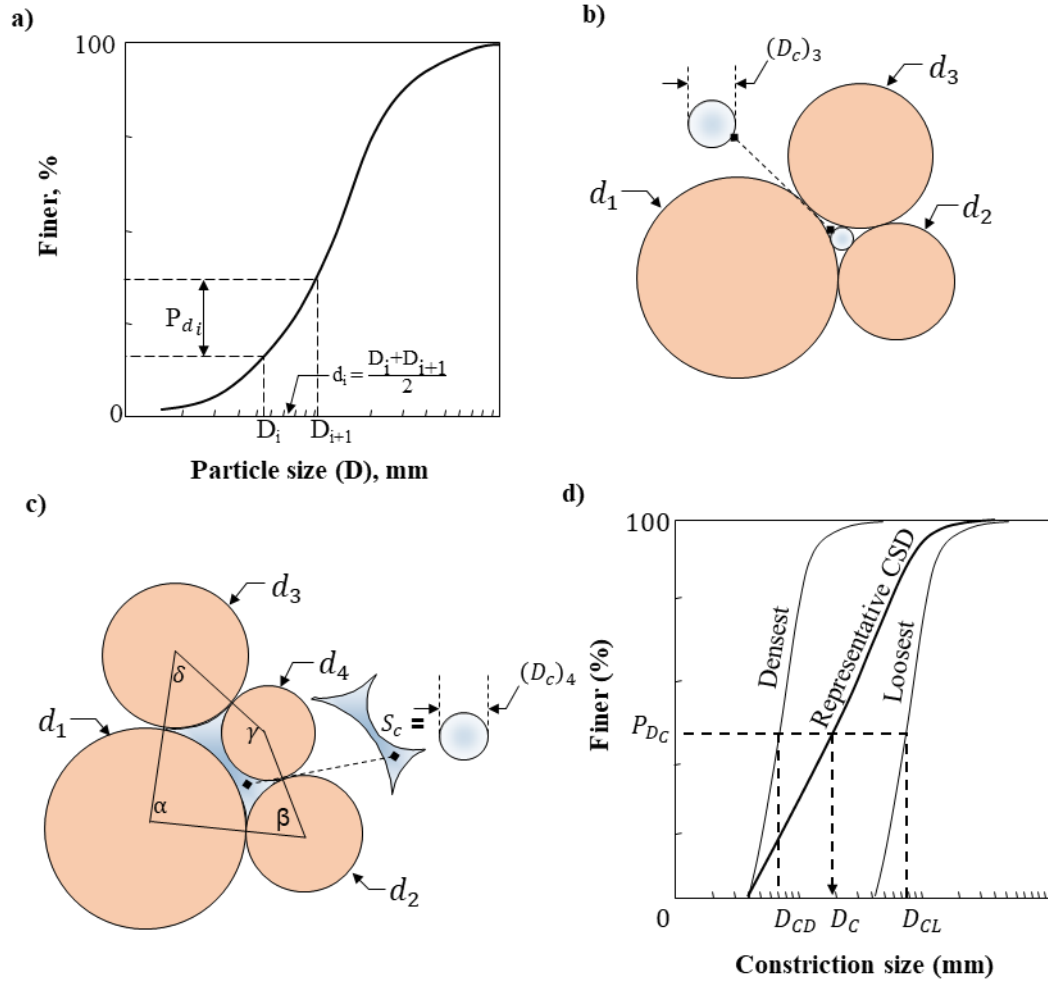 a)
100
Finer, %
P_{d_i}
d_i = \frac{D_i+D_{i+1}}{2}
0
D_i
D_{i+1}
Particle size (D), mm
b)
(D_c)_3
d_3
d_1
d_2
c)
d_3
δ
d_4
(D_c)_4
S_c =
d_1
γ
α
β
d_2
d)
100
Finer (%)
Densest
Representative CSD
Loosest
P_{D_C}
0
D_{CD}
D_C
D_{CL}
Constriction size (mm)